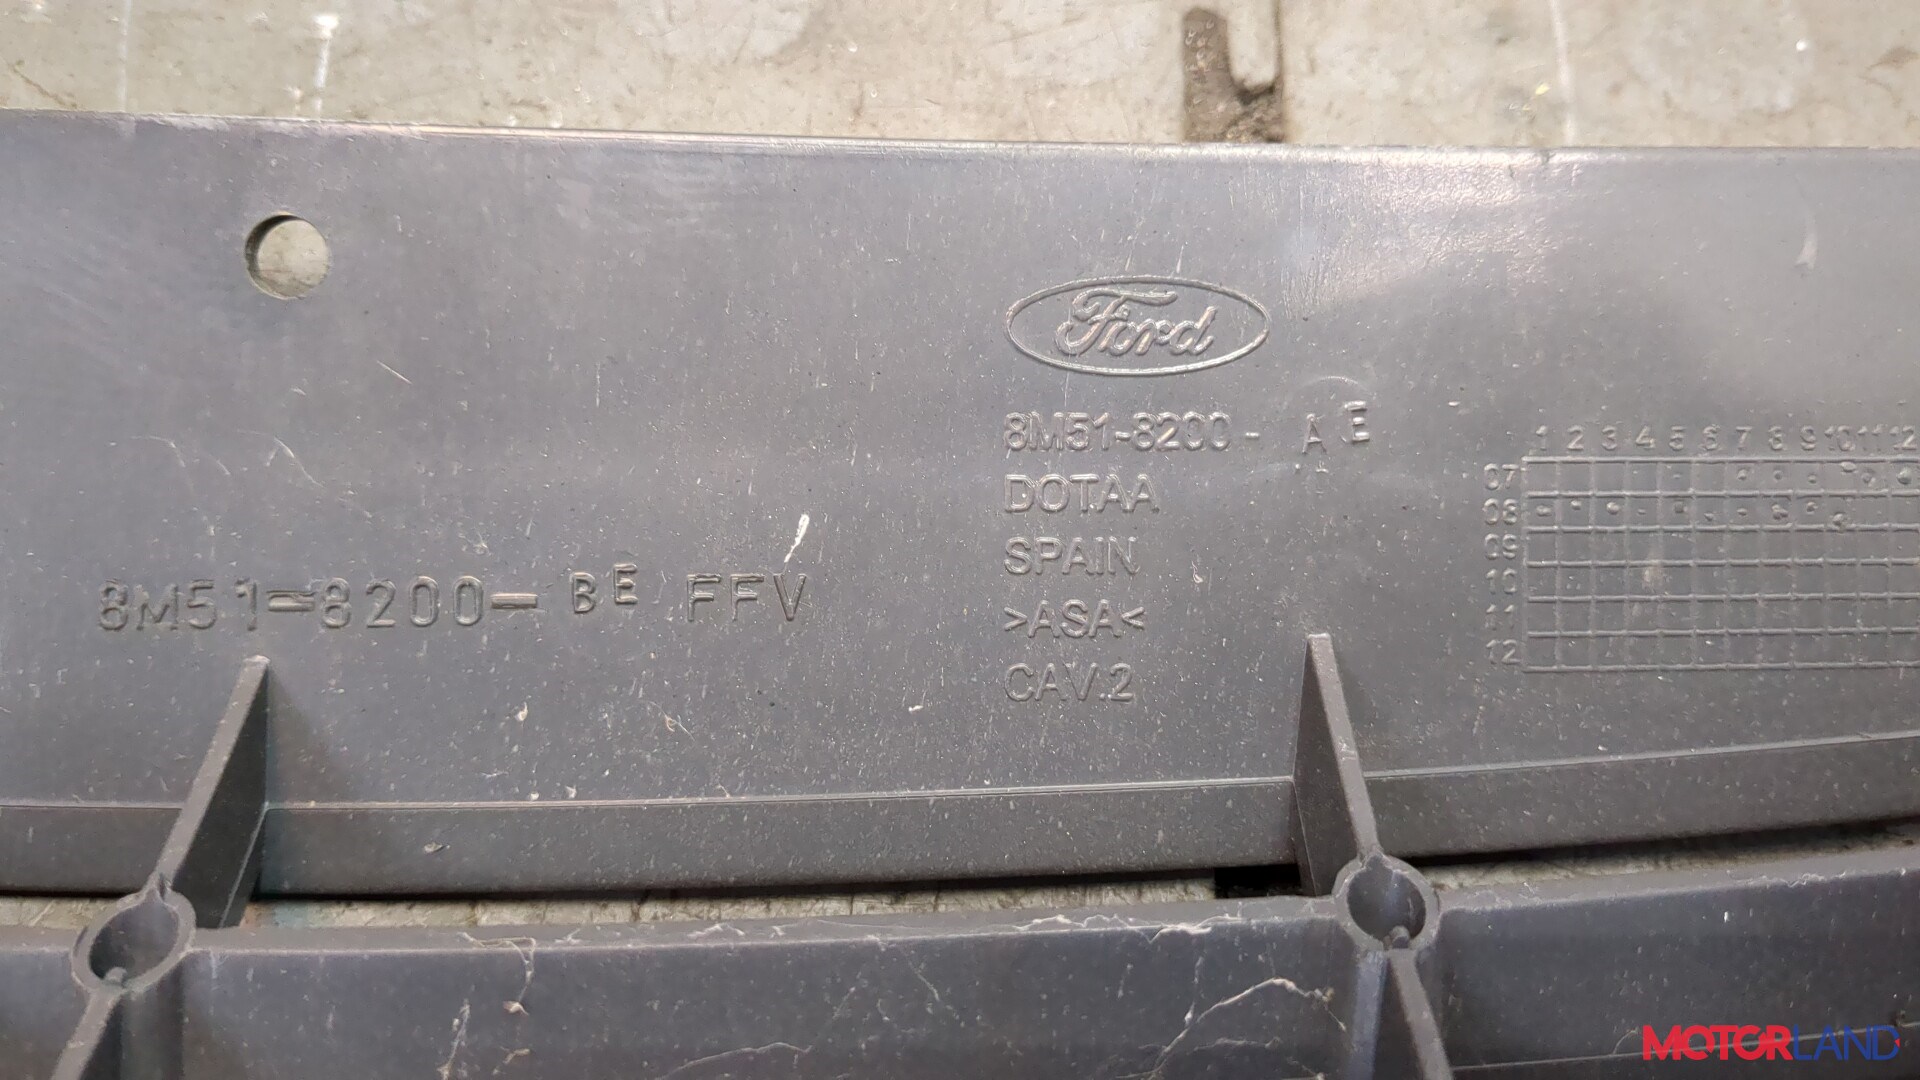 Ford
8M51-8200- AE
DOTAA
SPAIN
>ASA<
CAV.2
8M51-8200- BE FFV
1 2 3 4 5 6 7 8 9 10 11 12
07
08
09
10
11
12
MOTORLAND